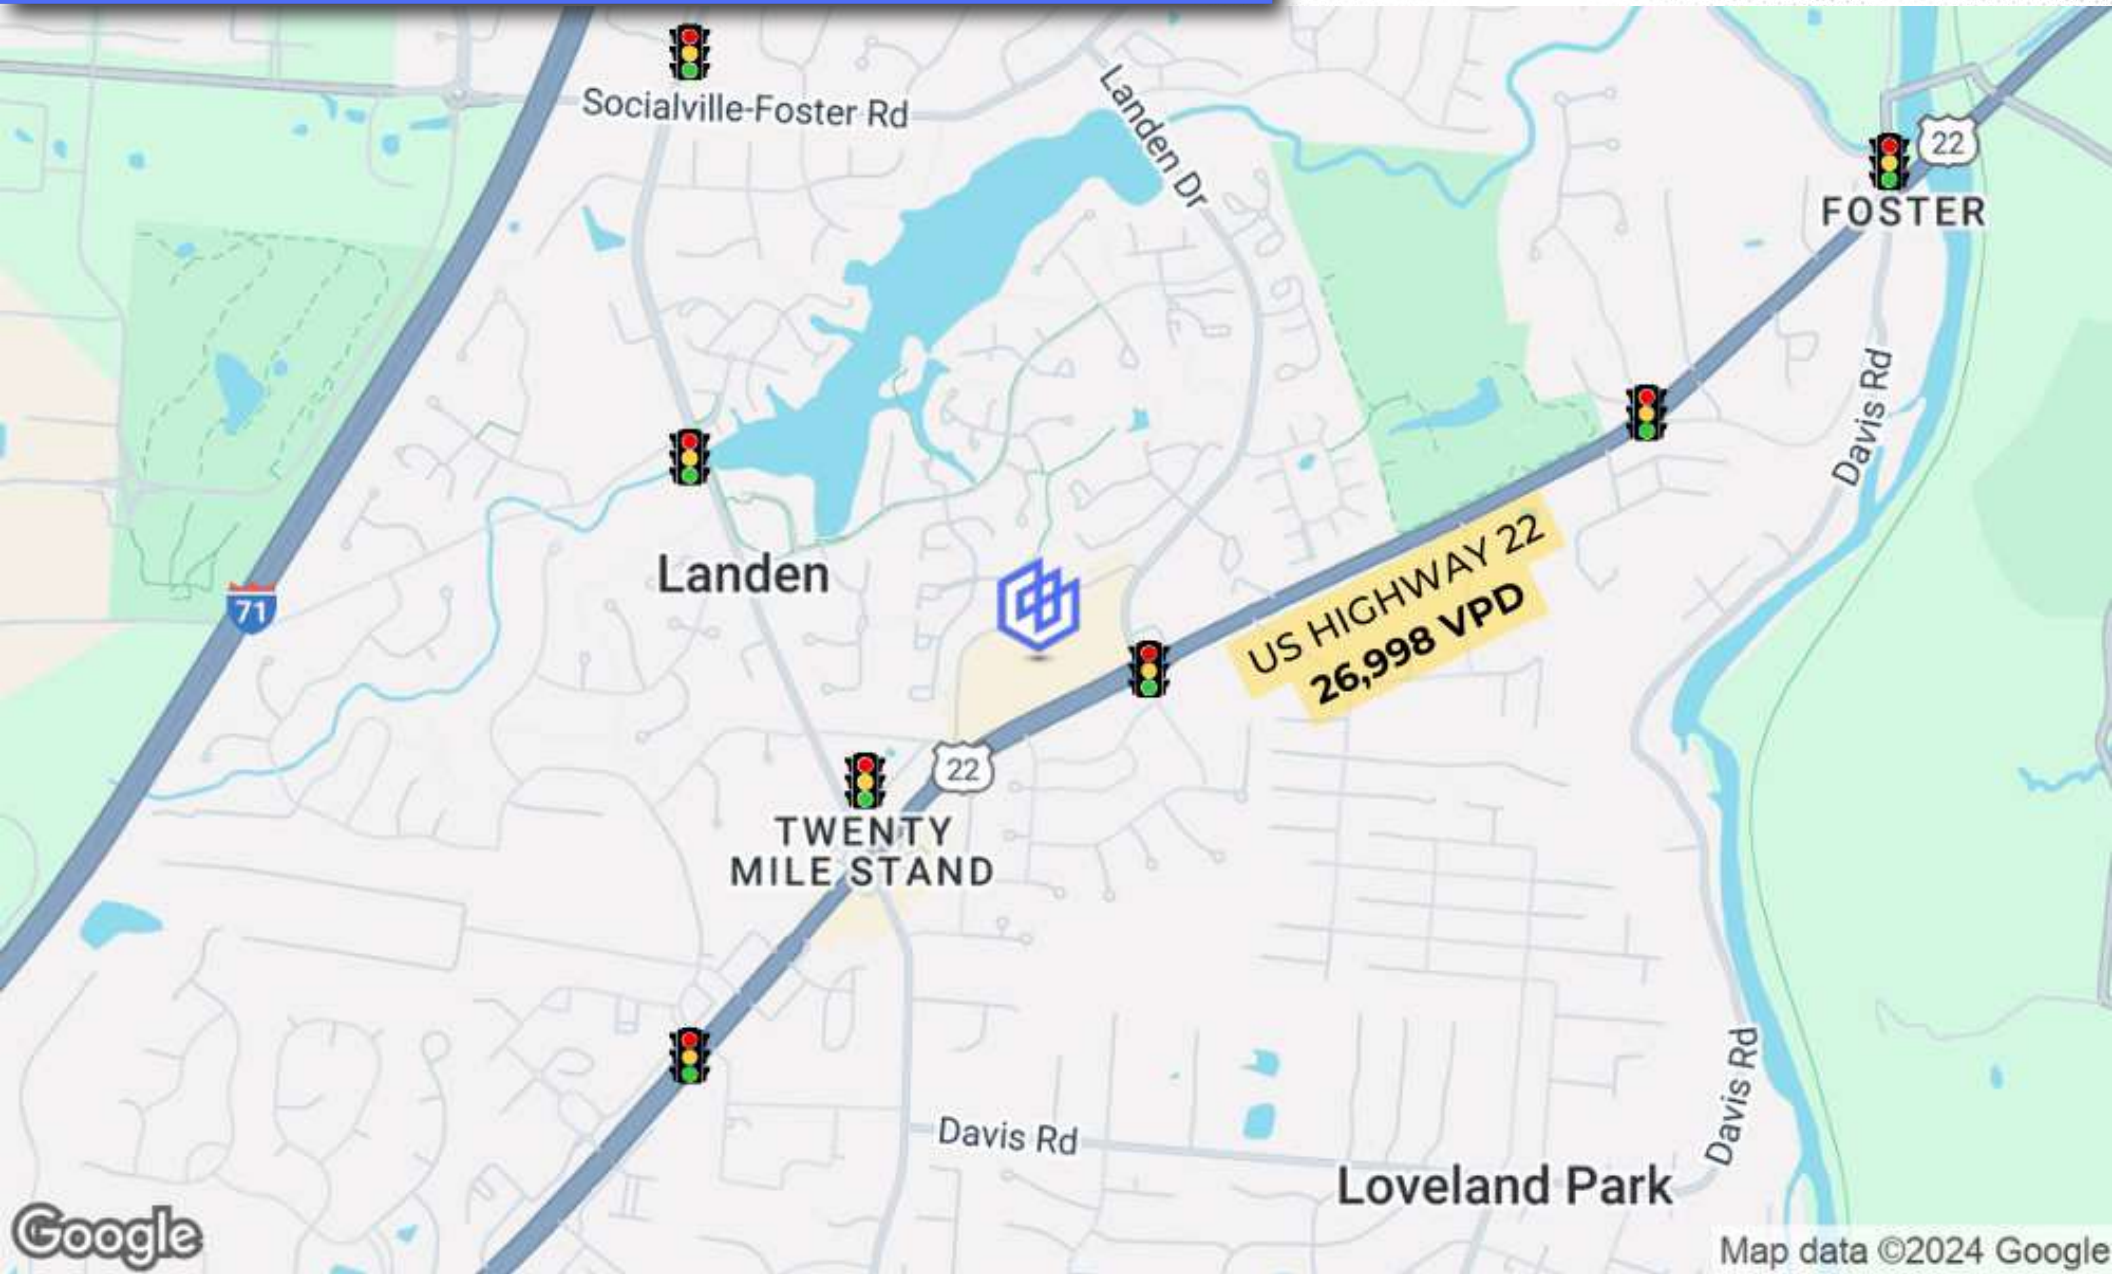 Socialville-Foster Rd
Landen Dr
22
FOSTER
Davis Rd
US HIGHWAY 22
26,998 VPD
Landen
71
22
TWENTY
MILE STAND
Davis Rd
Davis Rd
Loveland Park
Google
Map data ©2024 Google